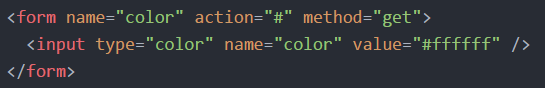 <form name="color" action="#" method="get">
  <input type="color" name="color" value="#ffffff" />
</form>